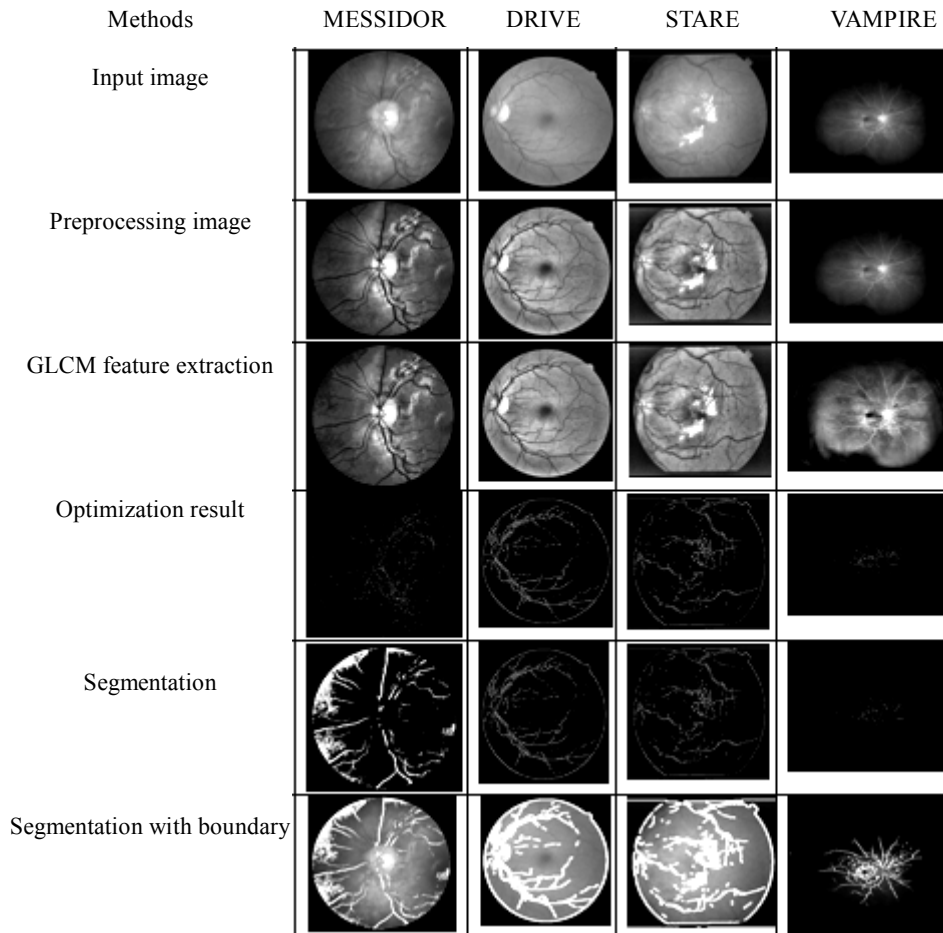 Methods MESSIDOR DRIVE STARE VAMPIRE
Input image
Preprocessing image
GLCM feature extraction
Optimization result
Segmentation
Segmentation with boundary